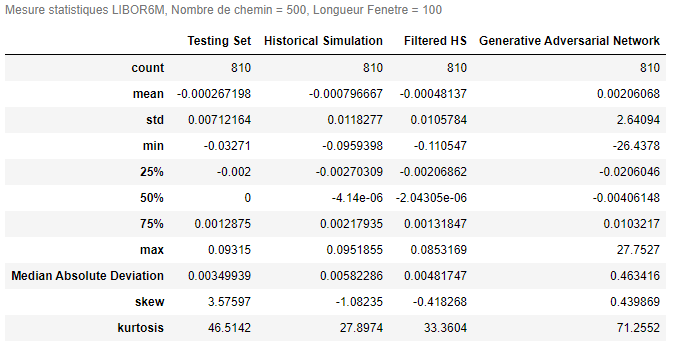 Mesure statistiques LIBOR6M, Nombre de chemin = 500, Longueur Fenetre = 100
Testing Set Historical Simulation Filtered HS Generative Adversarial Network
count 810 810 810 810
mean -0.000267198 -0.000796667 -0.00048137 0.00206068
std 0.00712164 0.0118277 0.0105784 2.64094
min -0.03271 -0.0959398 -0.110547 -26.4378
25% -0.002 -0.00270309 -0.00206862 -0.0206046
50% 0 -4.14e-06 -2.04305e-06 -0.00406148
75% 0.0012875 0.00217935 0.00131847 0.0103217
max 0.09315 0.0951855 0.0853169 27.7527
Median Absolute Deviation 0.00349939 0.00582286 0.00481747 0.463416
skew 3.57597 -1.08235 -0.418268 0.439869
kurtosis 46.5142 27.8974 33.3604 71.2552